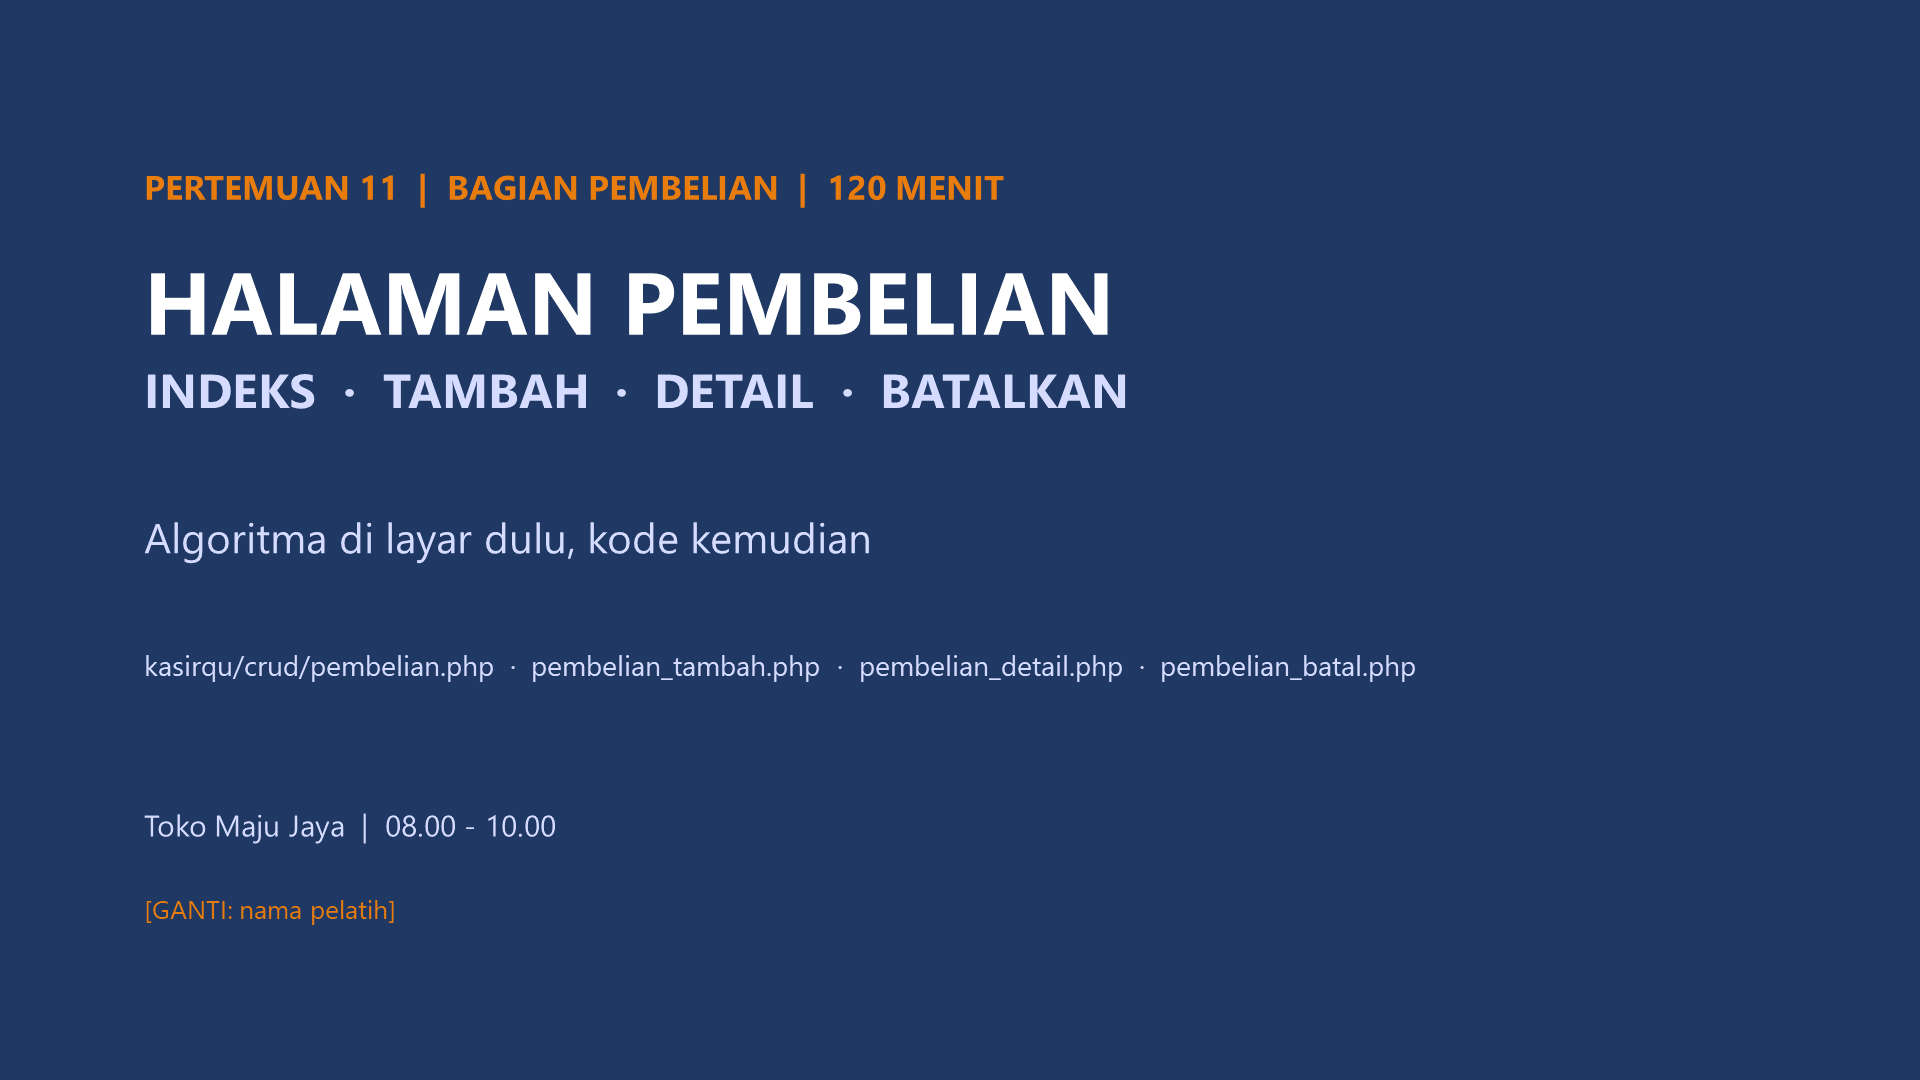 PERTEMUAN 11 | BAGIAN PEMBELIAN | 120 MENIT
HALAMAN PEMBELIAN
INDEKS · TAMBAH · DETAIL · BATALKAN
Algoritma di layar dulu, kode kemudian
kasirqu/crud/pembelian.php · pembelian_tambah.php · pembelian_detail.php · pembelian_batal.php
Toko Maju Jaya | 08.00 - 10.00
[GANTI: nama pelatih]